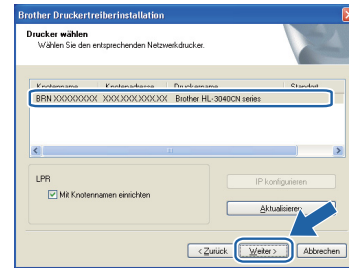 Brother Druckertreiberinstallation
Drucker wählen
Wählen Sie den entsprechenden Netzwerkdrucker.
Knotenname Knotenadresse Druckername Standort
BRN XXXXXXXXX XXX.XXX.XXX.XX Brother HL-3040CN series
LPR
IP konfigurieren
Mit Knotennamen einrichten
Aktualisieren
< Zurück Weiter > Abbrechen